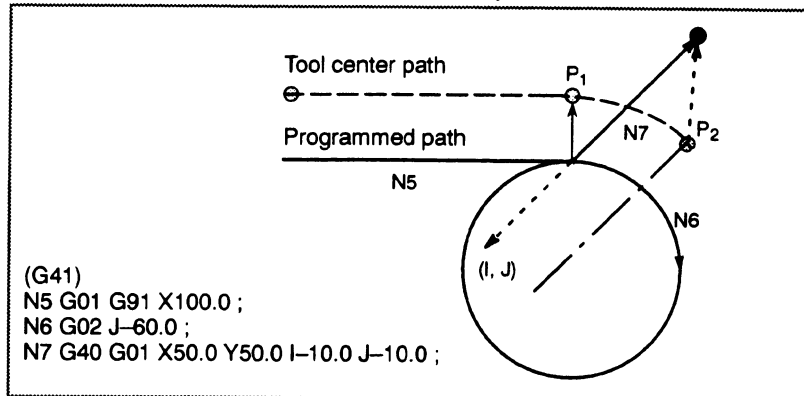 Tool center path
P₁
Programmed path
N7
P₂
N5
N6
(I, J)
(G41)
N5 G01 G91 X100.0 ;
N6 G02 J–60.0 ;
N7 G40 G01 X50.0 Y50.0 I–10.0 J–10.0 ;